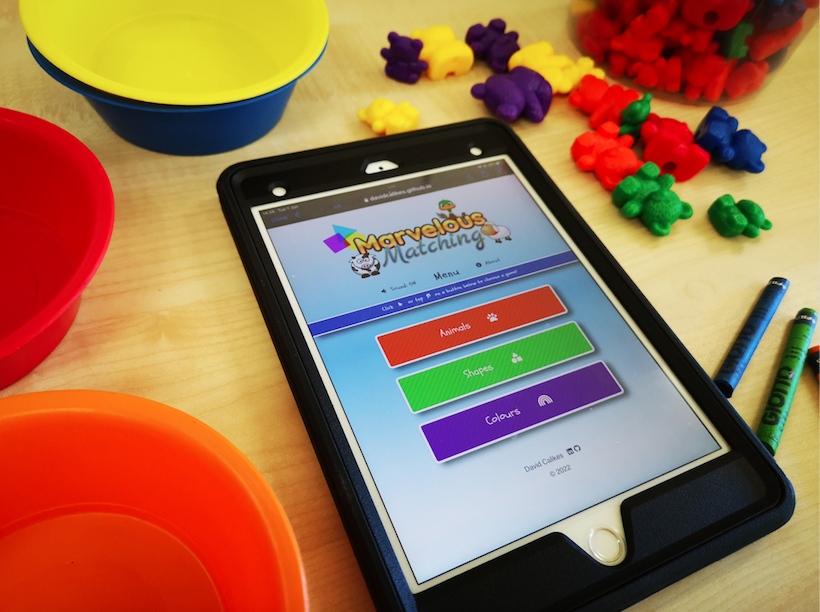 davidcalikes.github.io
Marvelous
Matching
Sound: Off
About
Menu
Click or tap on a button below to choose a game!
Animals
Shapes
Colours
David Calikes
© 2022